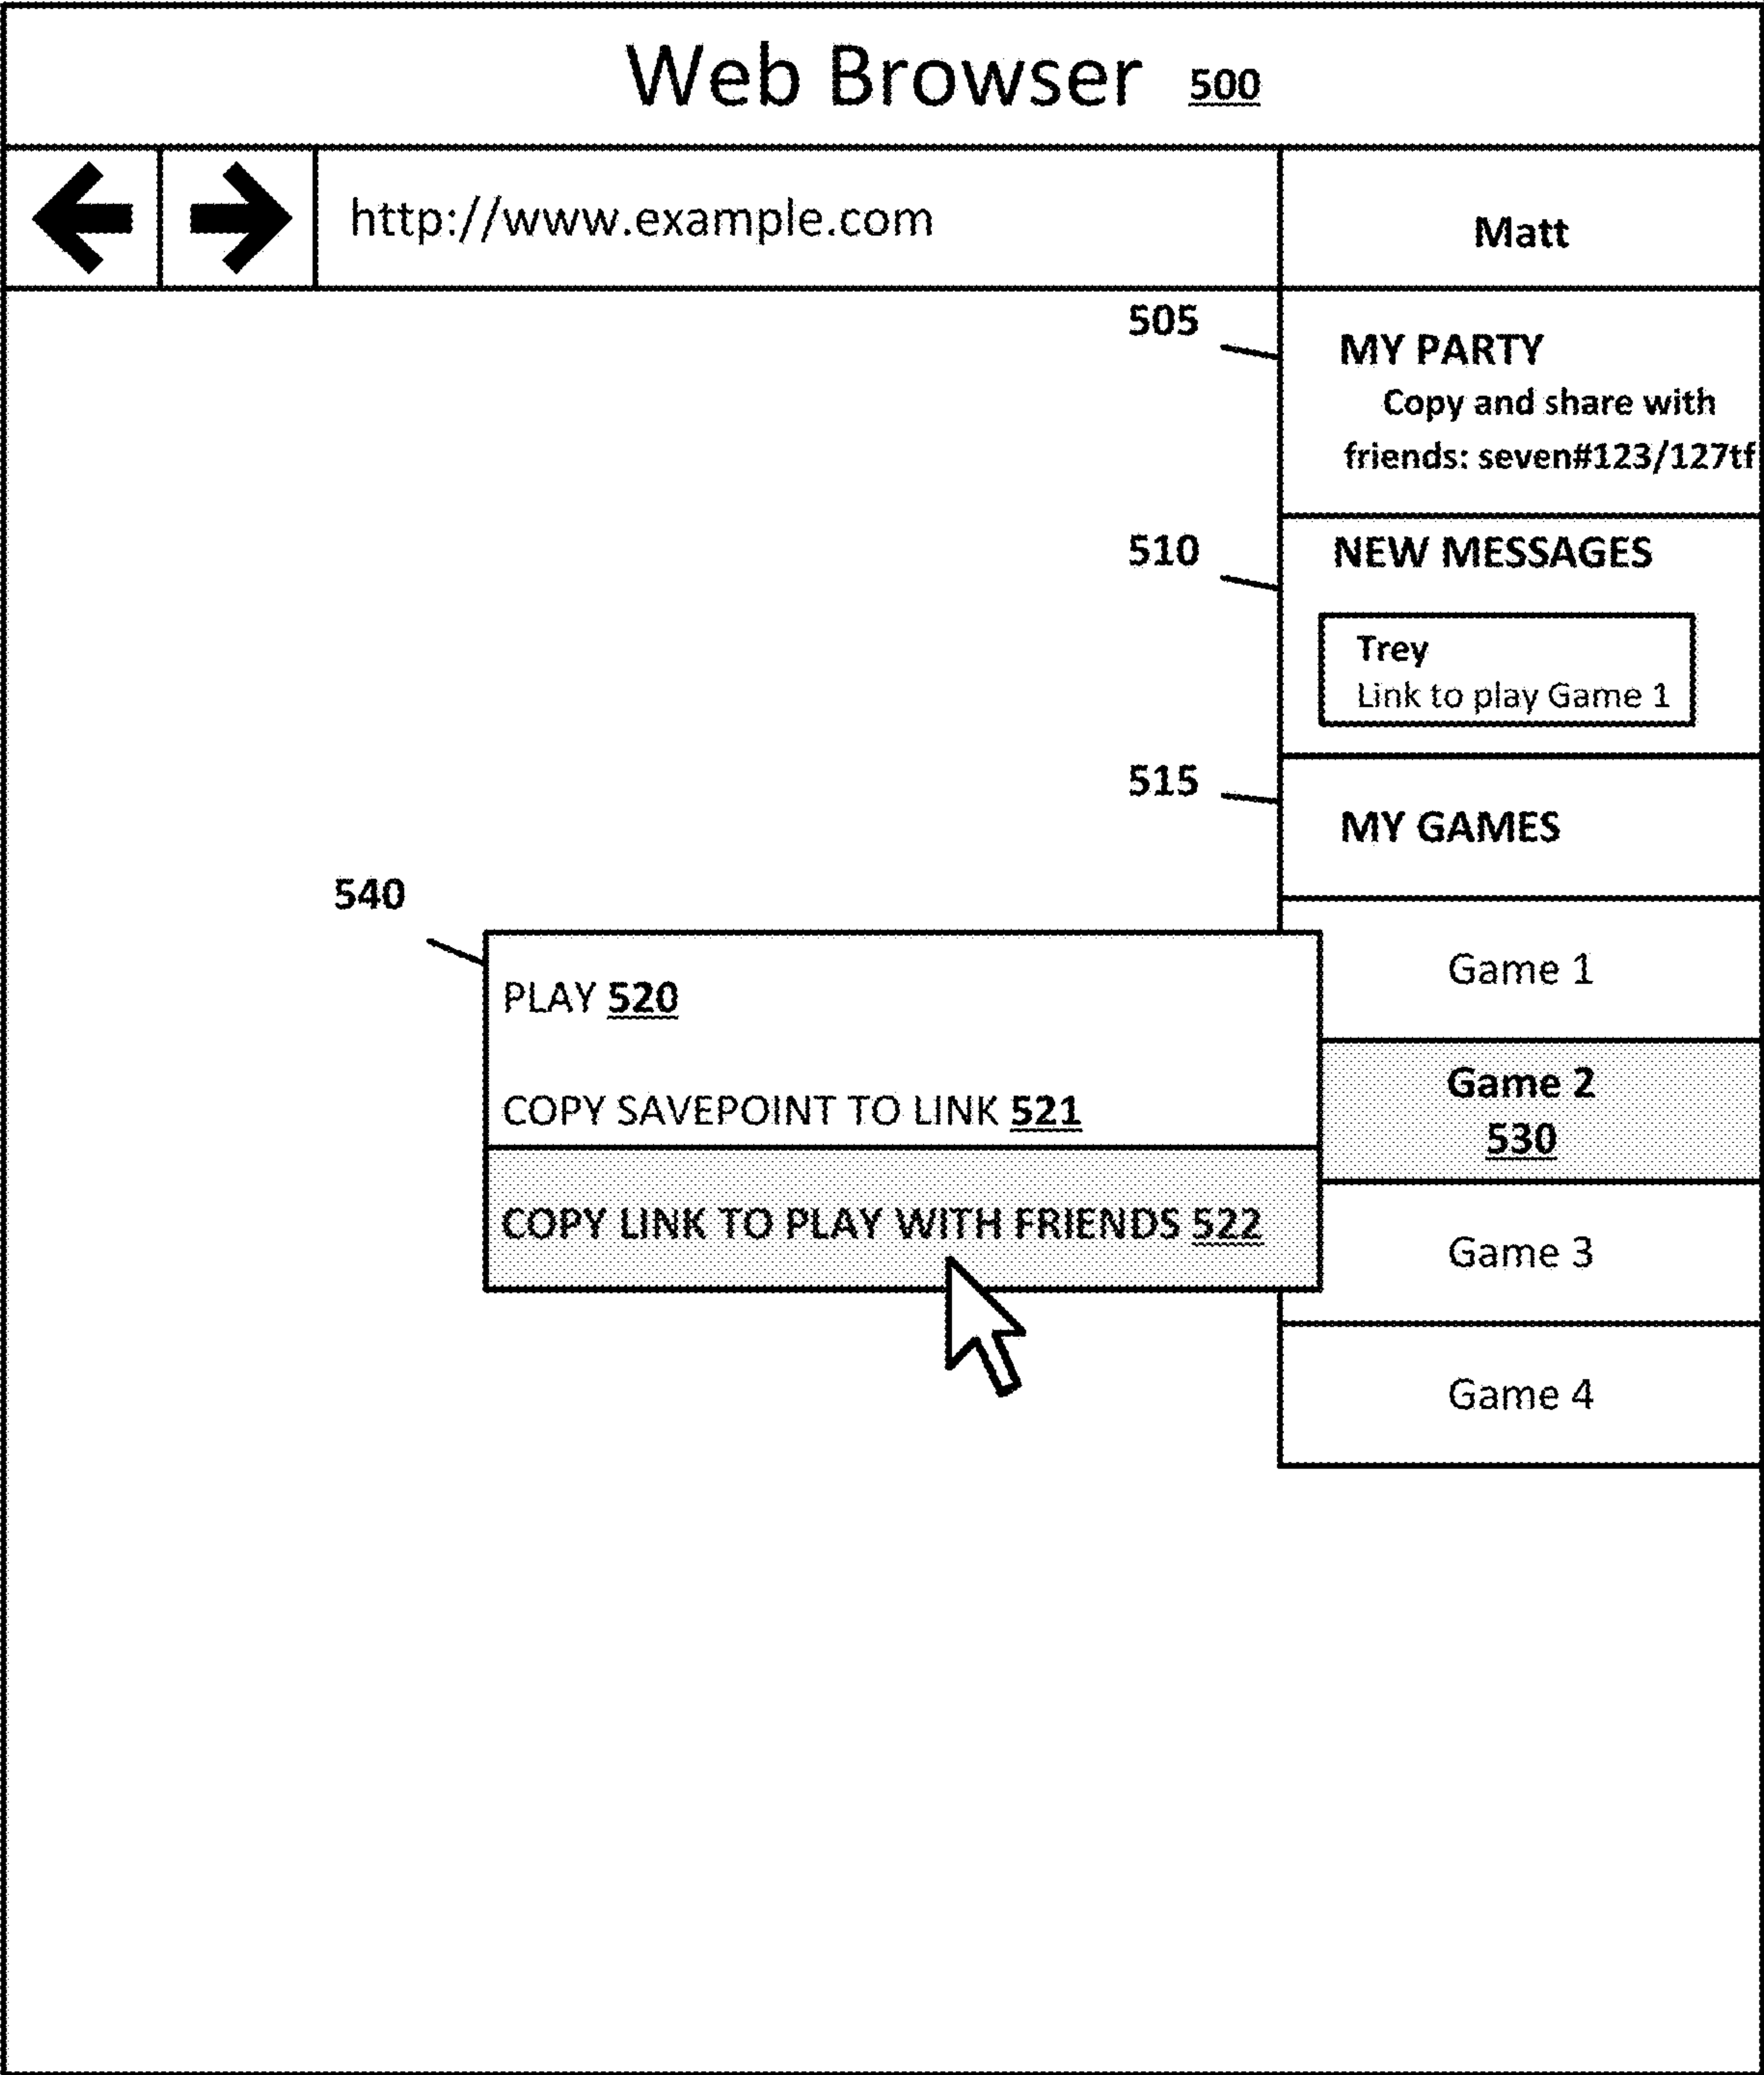 Web Browser 500
http://www.example.com
Matt
505
MY PARTY
Copy and share with
friends: seven#123/127tf
510
NEW MESSAGES
Trey
Link to play Game 1
515
MY GAMES
540
PLAY 520
COPY SAVEPOINT TO LINK 521
COPY LINK TO PLAY WITH FRIENDS 522
Game 1
Game 2
530
Game 3
Game 4